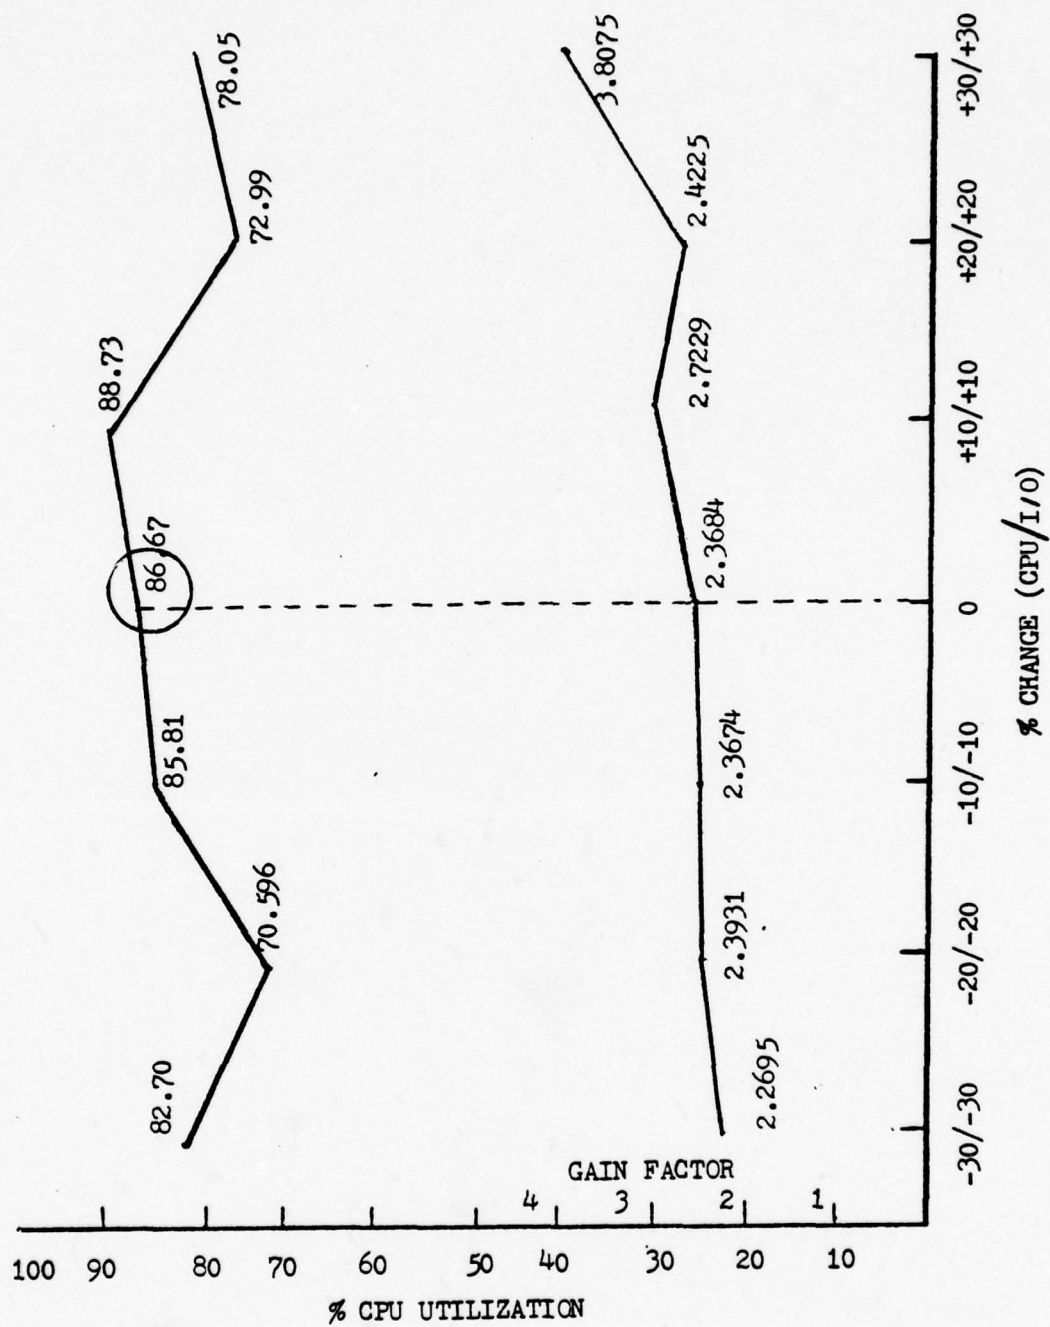 82.70
70.596
85.81
86.67
88.73
72.99
78.05
2.2695
2.3931
2.3674
2.3684
2.7229
2.4225
3.8075
GAIN FACTOR
4 3 2 1
100 90 80 70 60 50 40 30 20 10
% CPU UTILIZATION
-30/-30 -20/-20 -10/-10 0 +10/+10 +20/+20 +30/+30
% CHANGE (CPU/I/O)